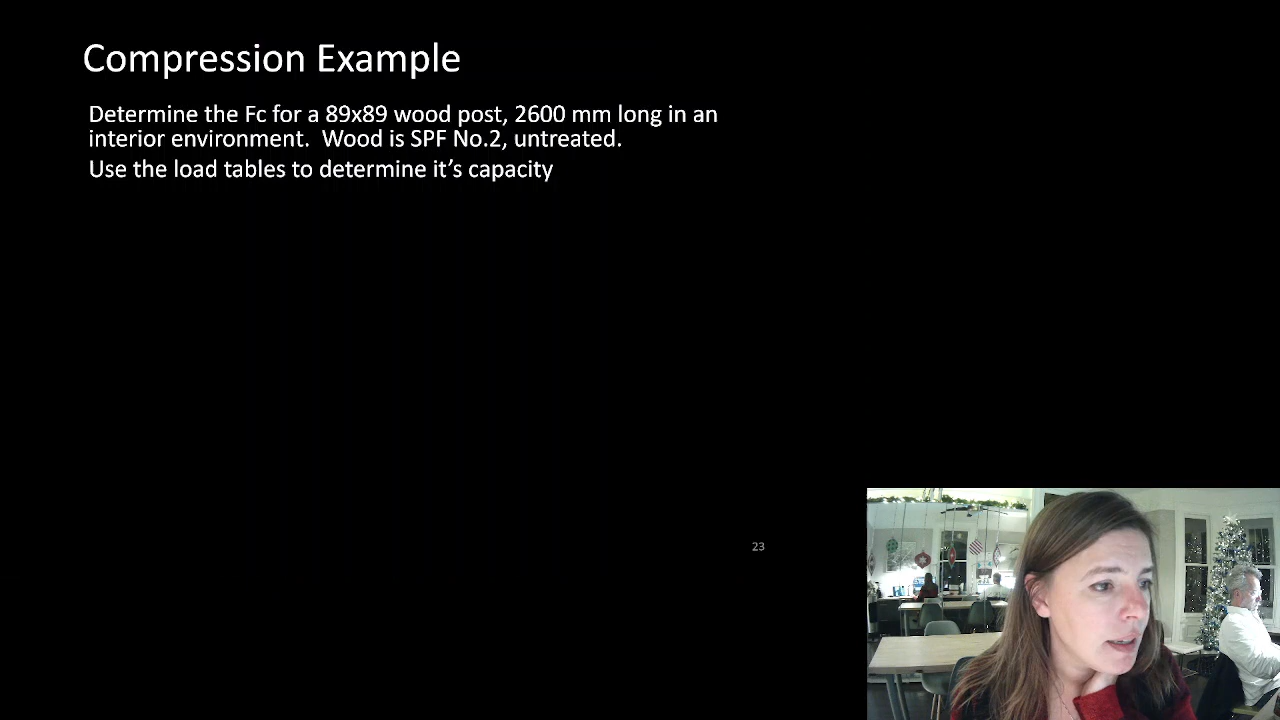 Compression Example
Determine the Fc for a 89x89 wood post, 2600 mm long in an
interior environment.  Wood is SPF No.2, untreated.
Use the load tables to determine it’s capacity
23